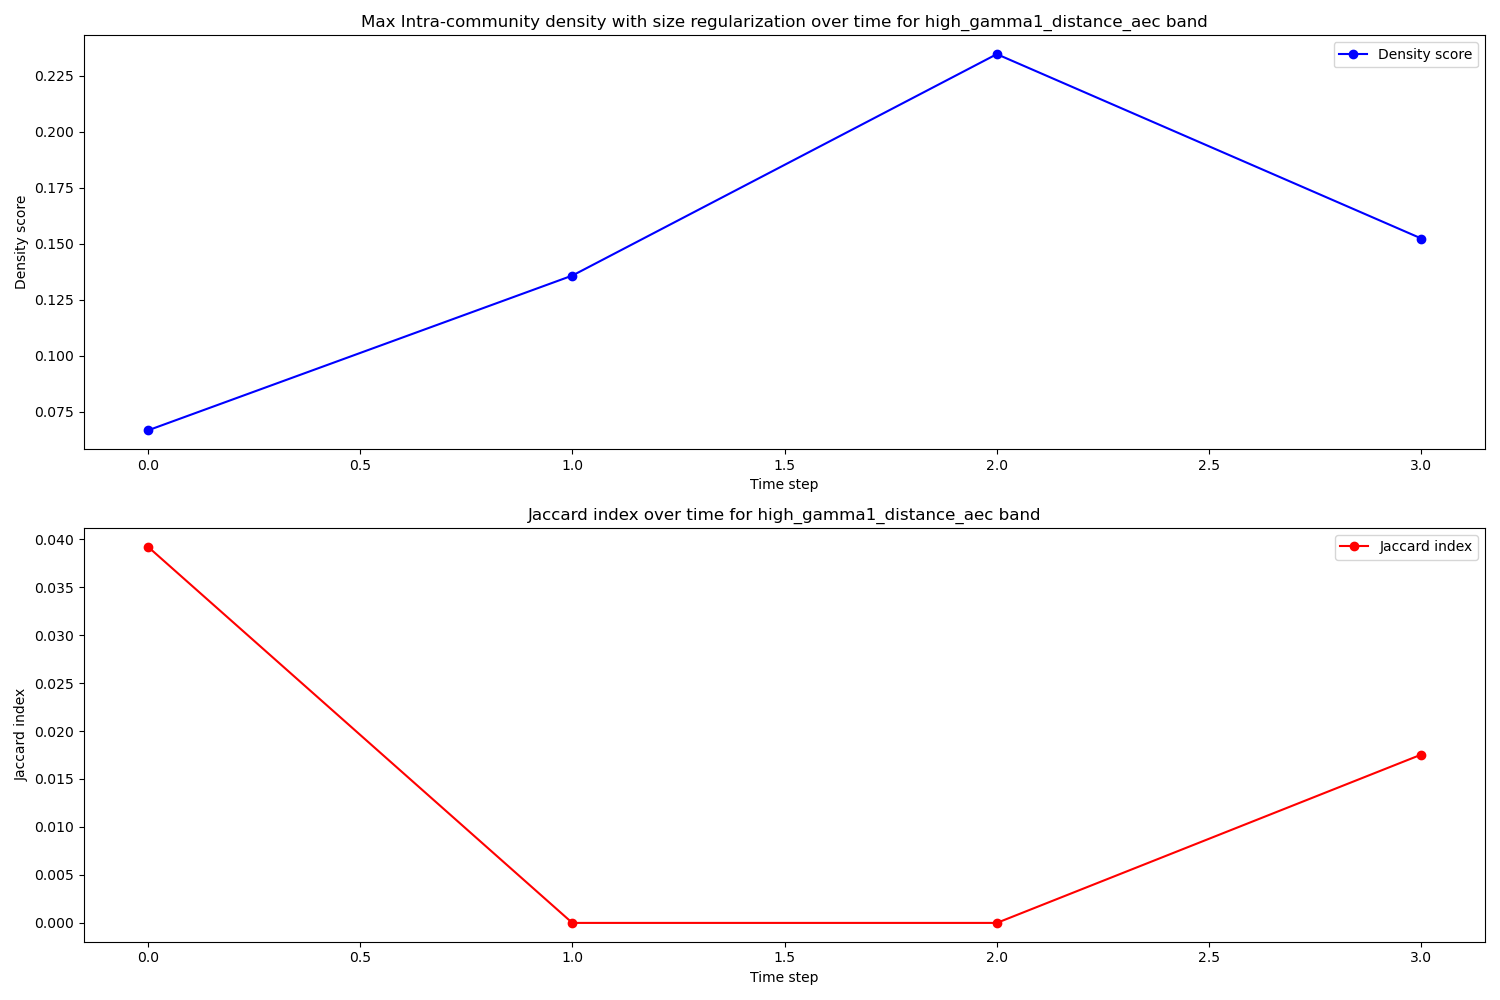 Max Intra-community density with size regularization over time for high_gamma1_distance_aec band
Density score
0.225
0.200
0.175
0.150
0.125
0.100
0.075
Density score
0.0 0.5 1.0 1.5 2.0 2.5 3.0
Time step
Jaccard index over time for high_gamma1_distance_aec band
Jaccard index
0.040
0.035
0.030
0.025
0.020
0.015
0.010
0.005
0.000
Jaccard index
0.0 0.5 1.0 1.5 2.0 2.5 3.0
Time step